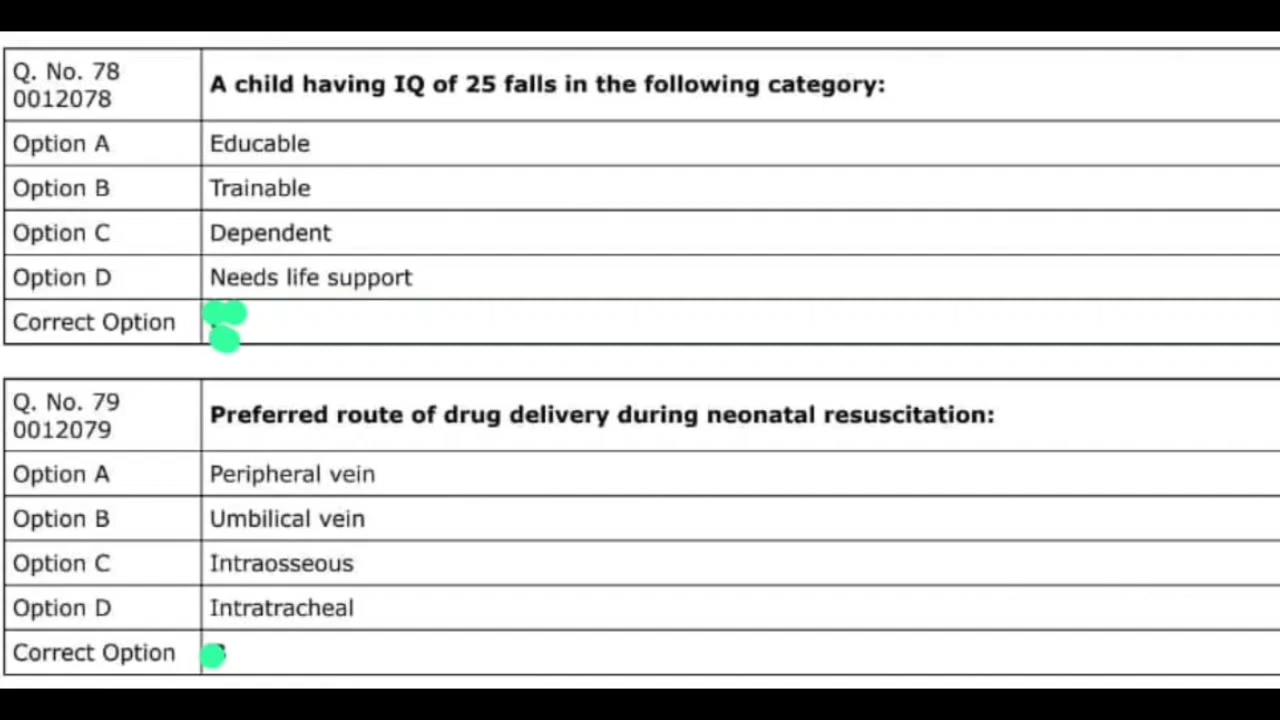 Q. No. 78
0012078
A child having IQ of 25 falls in the following category:
Option A
Educable
Option B
Trainable
Option C
Dependent
Option D
Needs life support
Correct Option
Q. No. 79
0012079
Preferred route of drug delivery during neonatal resuscitation:
Option A
Peripheral vein
Option B
Umbilical vein
Option C
Intraosseous
Option D
Intratracheal
Correct Option